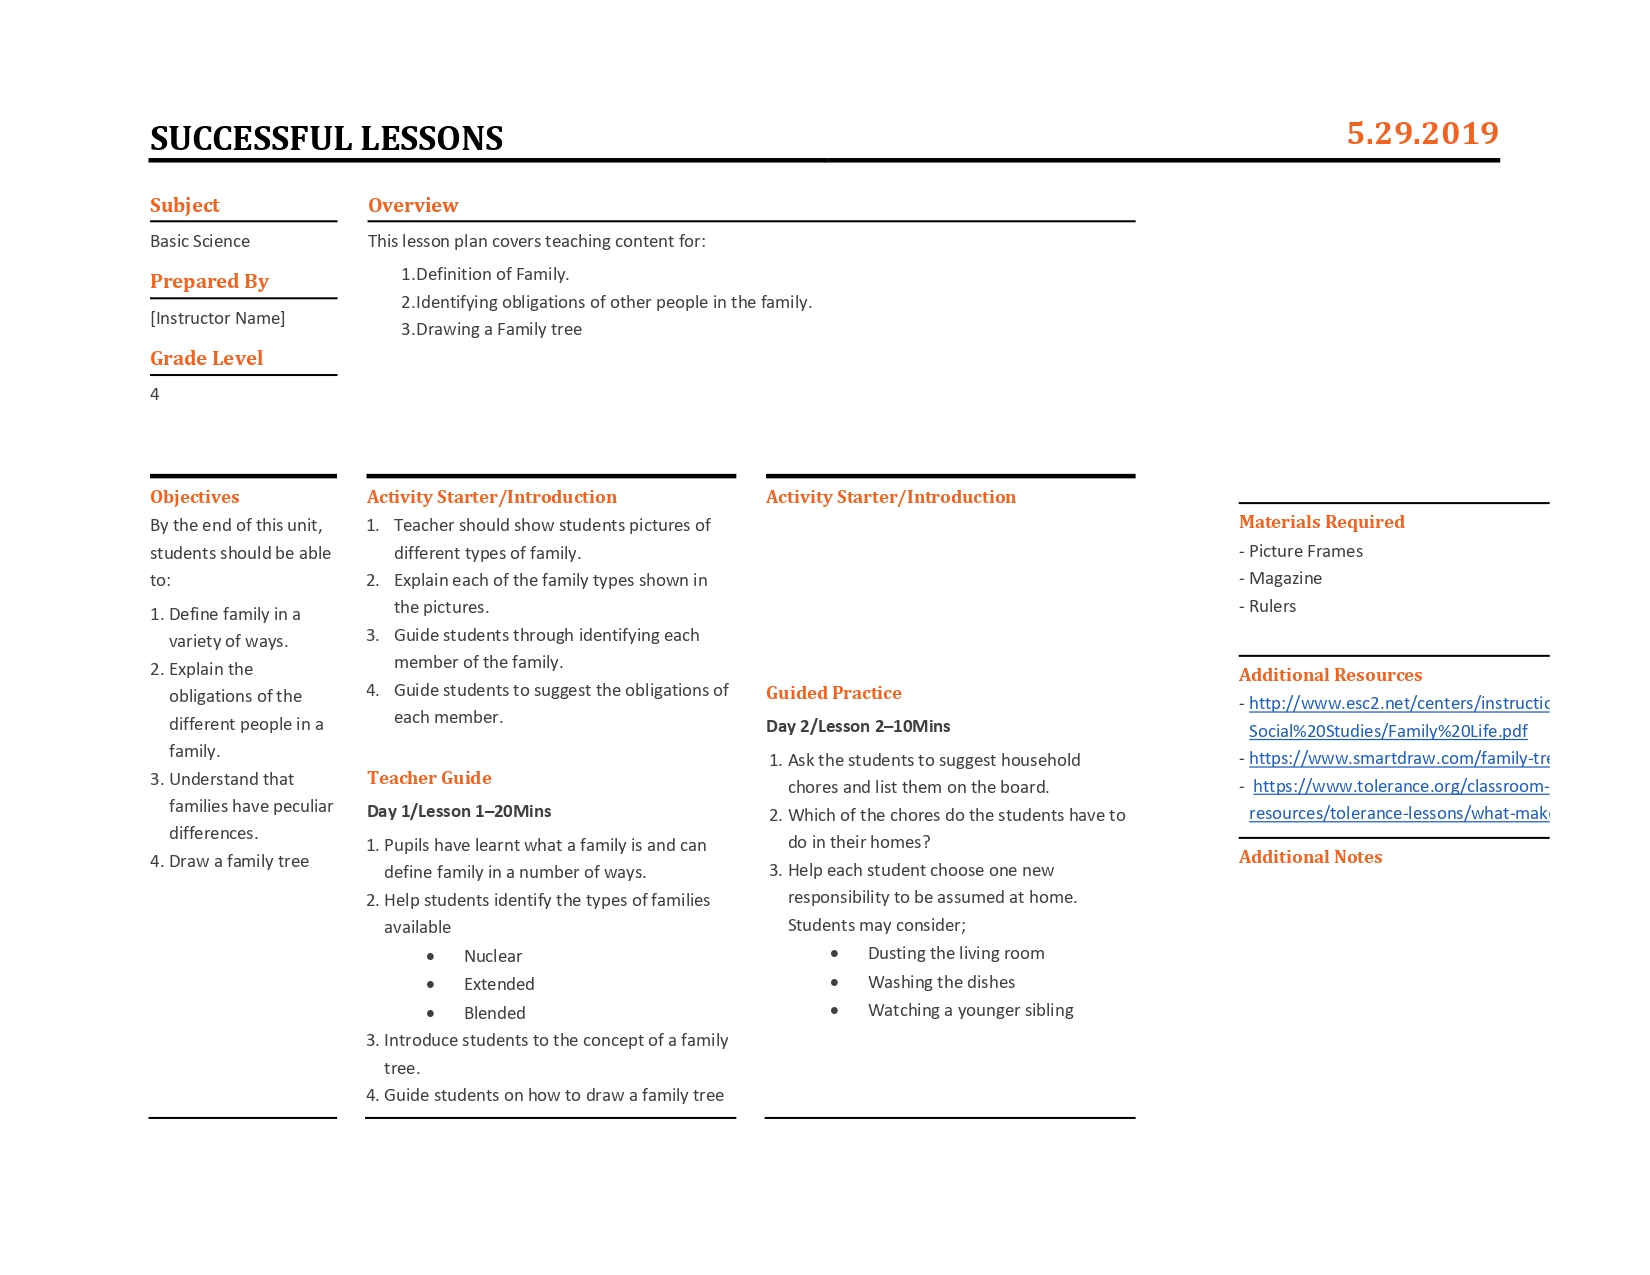 SUCCESSFUL LESSONS
5.29.2019
Subject
Basic Science
Prepared By
[Instructor Name]
Grade Level
4
Overview
This lesson plan covers teaching content for:
1.Definition of Family.
2.Identifying obligations of other people in the family.
3.Drawing a Family tree
Objectives
By the end of this unit,
students should be able
to:
1. Define family in a
variety of ways.
2. Explain the
obligations of the
different people in a
family.
3. Understand that
families have peculiar
differences.
4. Draw a family tree
Activity Starter/Introduction
1. Teacher should show students pictures of
different types of family.
2. Explain each of the family types shown in
the pictures.
3. Guide students through identifying each
member of the family.
4. Guide students to suggest the obligations of
each member.
Teacher Guide
Day 1/Lesson 1–20Mins
1. Pupils have learnt what a family is and can
define family in a number of ways.
2. Help students identify the types of families
available
• Nuclear
• Extended
• Blended
3. Introduce students to the concept of a family
tree.
4. Guide students on how to draw a family tree
Activity Starter/Introduction
Guided Practice
Day 2/Lesson 2–10Mins
1. Ask the students to suggest household
chores and list them on the board.
2. Which of the chores do the students have to
do in their homes?
3. Help each student choose one new
responsibility to be assumed at home.
Students may consider;
• Dusting the living room
• Washing the dishes
• Watching a younger sibling
Materials Required
- Picture Frames
- Magazine
- Rulers
Additional Resources
- http://www.esc2.net/centers/instructio
Social%20Studies/Family%20Life.pdf
- https://www.smartdraw.com/family-tre
- https://www.tolerance.org/classroom-
resources/tolerance-lessons/what-make
Additional Notes